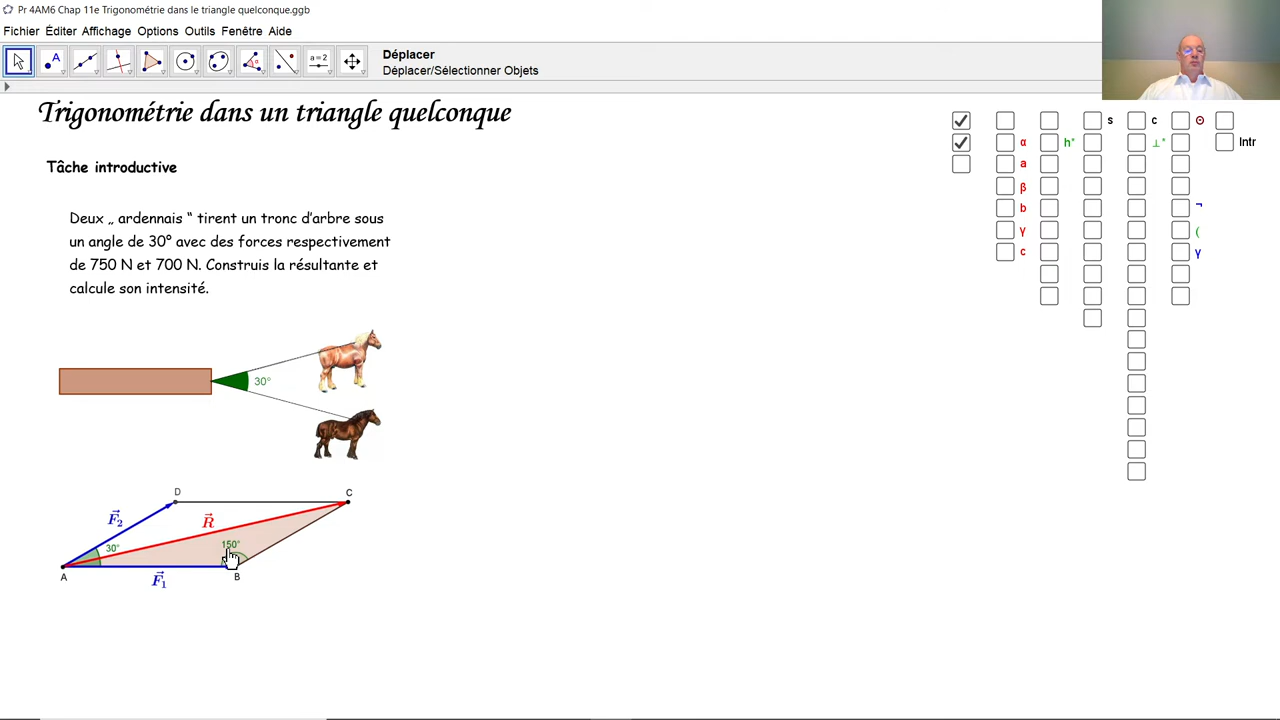 Pr 4AM6 Chap 11e Trigonométrie dans le triangle quelconque.ggb
Fichier Éditer Affichage Options Outils Fenêtre Aide
A
α
a=2
Déplacer
Déplacer/Sélectionner Objets
Trigonométrie dans un triangle quelconque
Tâche introductive
Deux „ ardennais “ tirent un tronc d’arbre sous
un angle de 30° avec des forces respectivement
de 750 N et 700 N. Construis la résultante et
calcule son intensité.
30°
D
C
F₂
R
30°
150°
A
F₁
B
s
c
⊙
α
h*
⊥*
Intr
a
β
b
¬
γ
(
c
γ